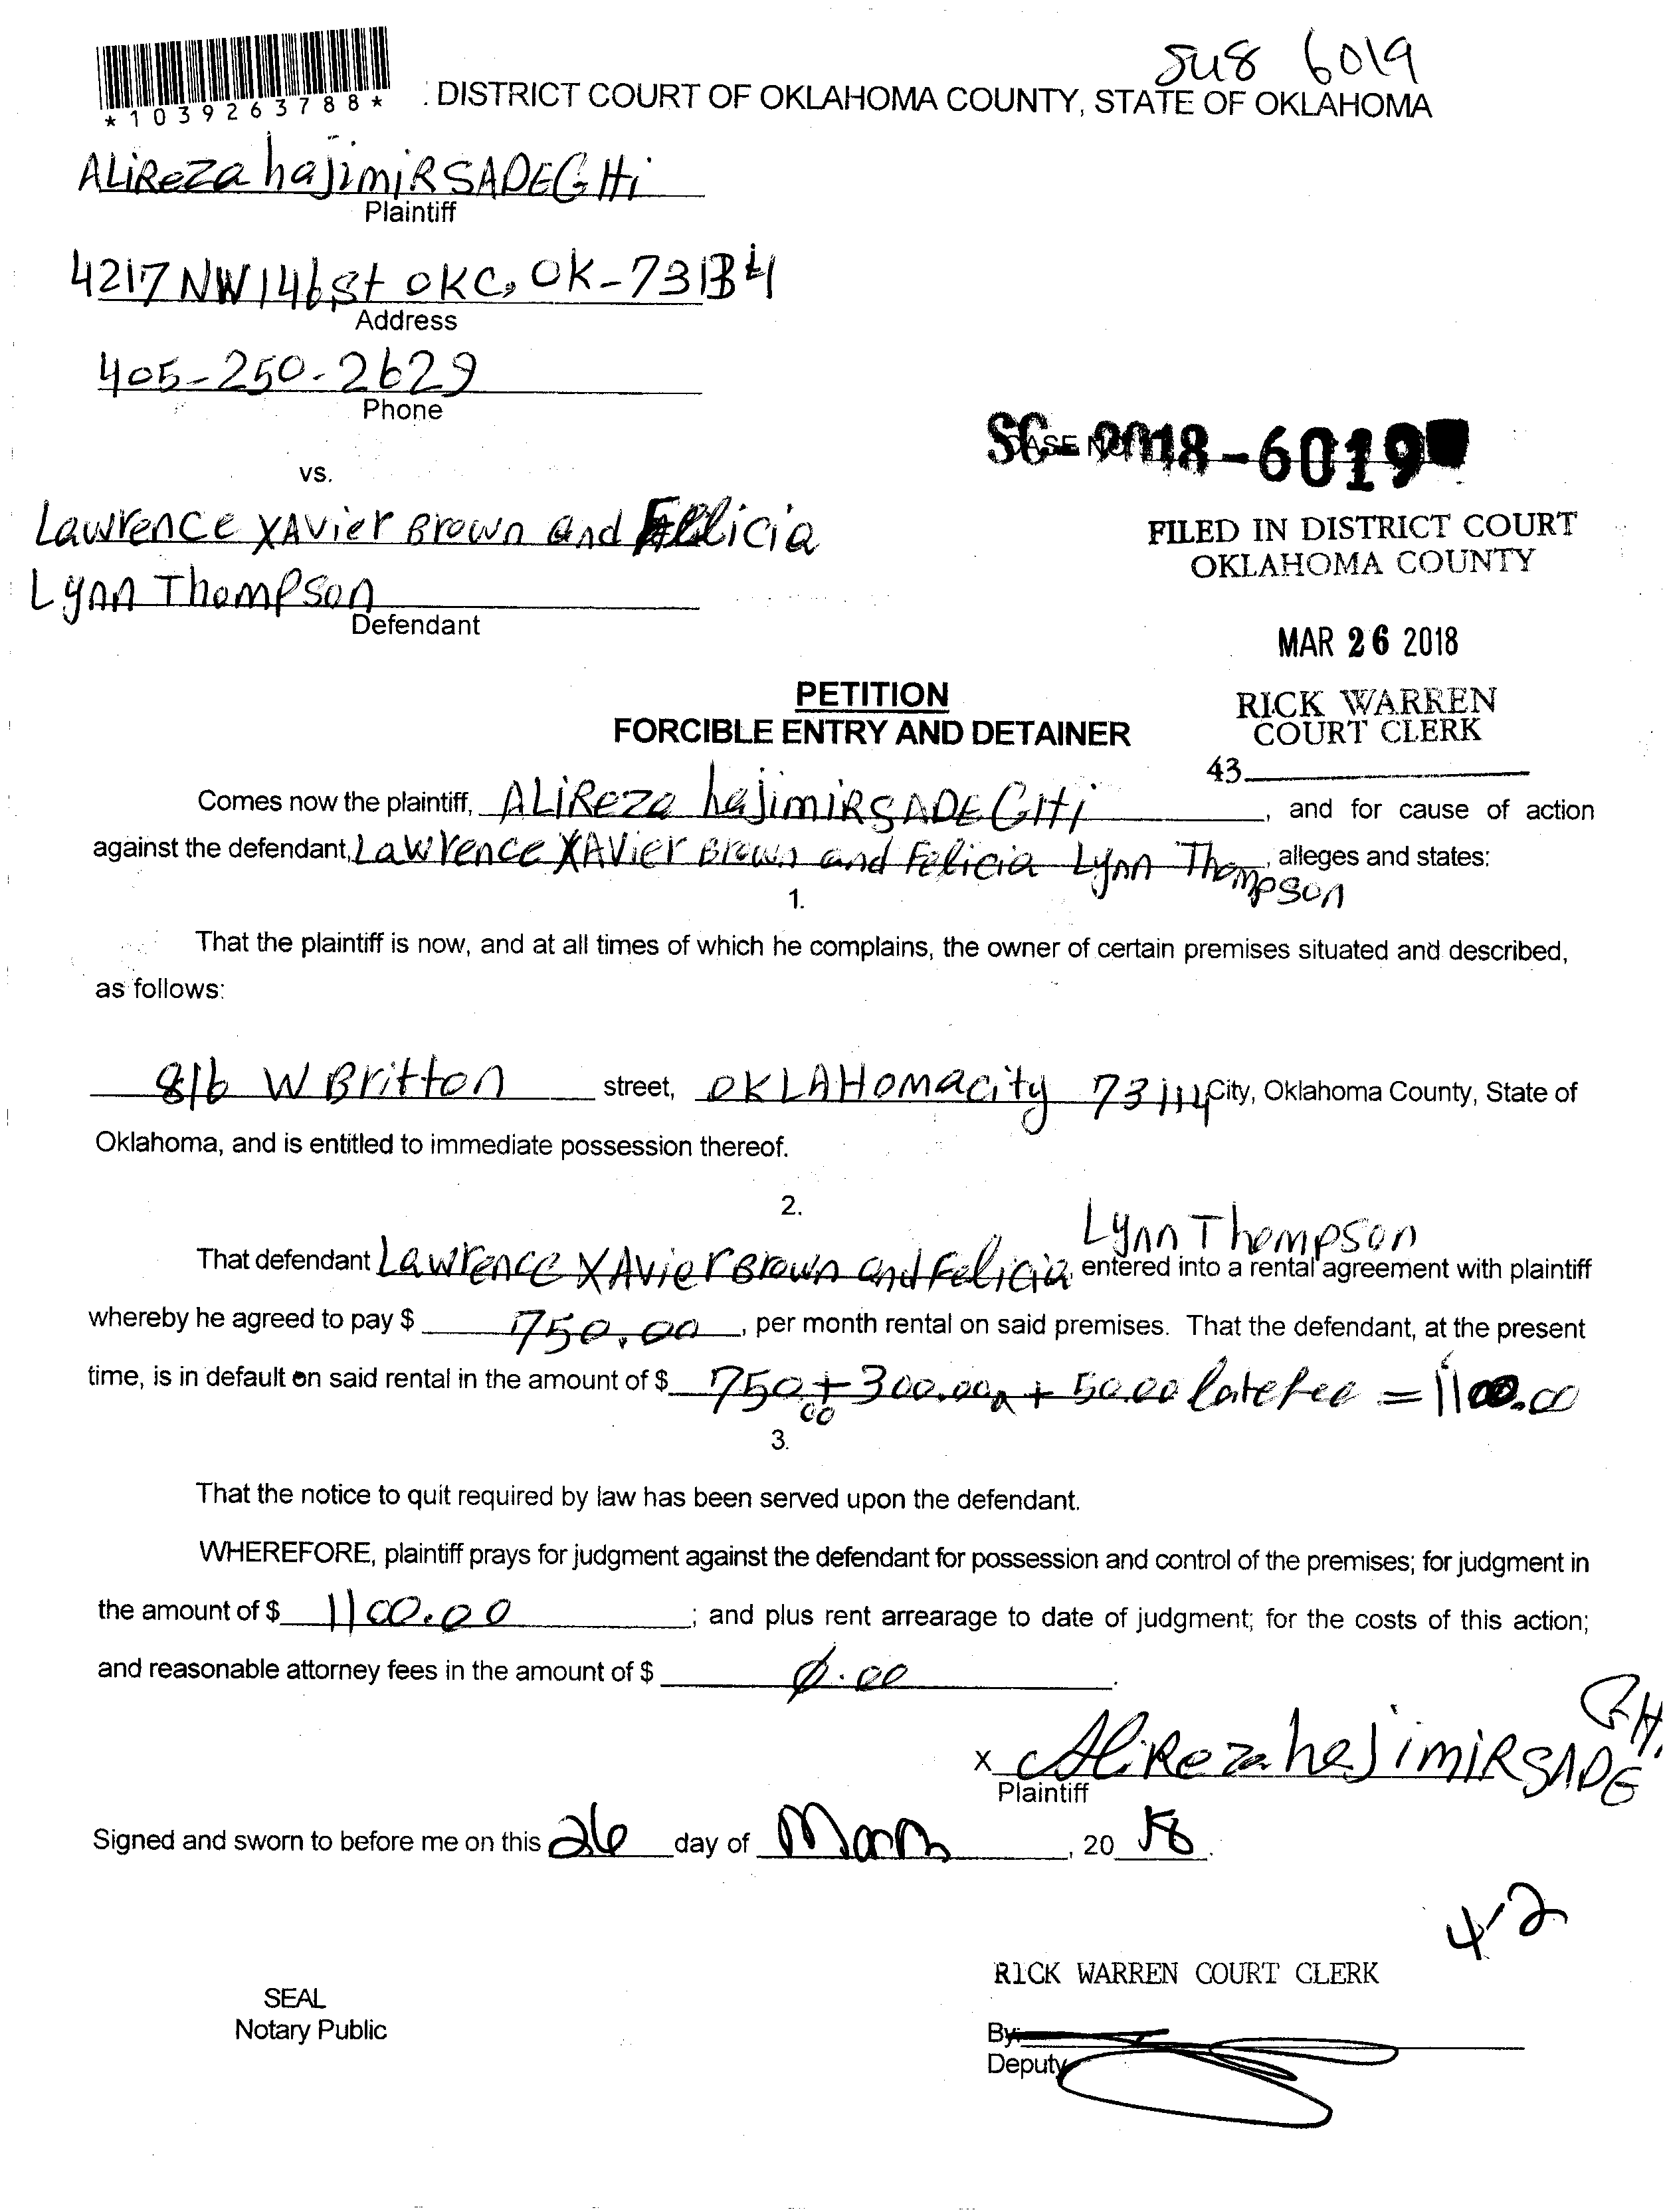 su8 6019
*1039263788*
. DISTRICT COURT OF OKLAHOMA COUNTY, STATE OF OKLAHOMA
ALiReza hajimiRSADEGHi
Plaintiff
4217 NW 146 St OKC, OK-73134
Address
405-250-2629
Phone
SC-2018-6019
CASE NO.
vs.
Lawrence XAvier Brown and Felicia
Lynn Thompson
Defendant
FILED IN DISTRICT COURT
OKLAHOMA COUNTY
MAR 26 2018
RICK WARREN
COURT CLERK
43
PETITION
FORCIBLE ENTRY AND DETAINER
Comes now the plaintiff, ALiReza hajimiRSADEGHi, and for cause of action
against the defendant, Lawrence XAvier Brown and Felicia Lynn Thompson, alleges and states:
1.
That the plaintiff is now, and at all times of which he complains, the owner of certain premises situated and described,
as follows:
816 W Britton street, OKLAHomacity 73114 City, Oklahoma County, State of
Oklahoma, and is entitled to immediate possession thereof.
2.
That defendant Lawrence XAvier Brown and Felicia Lynn Thompson, entered into a rental agreement with plaintiff
whereby he agreed to pay $ 750.00, per month rental on said premises. That the defendant, at the present
time, is in default on said rental in the amount of $ 750.00 + 300.00 + 50.00 late fee = 1100.00
3.
That the notice to quit required by law has been served upon the defendant.
WHEREFORE, plaintiff prays for judgment against the defendant for possession and control of the premises; for judgment in
the amount of $ 1100.00; and plus rent arrearage to date of judgment; for the costs of this action;
and reasonable attorney fees in the amount of $ 0.00.
X ALiReza hajimiRSADEGHi
Plaintiff
Signed and sworn to before me on this 26 day of March, 20 18.
42
RICK WARREN COURT CLERK
SEAL
Notary Public
By:
Deputy